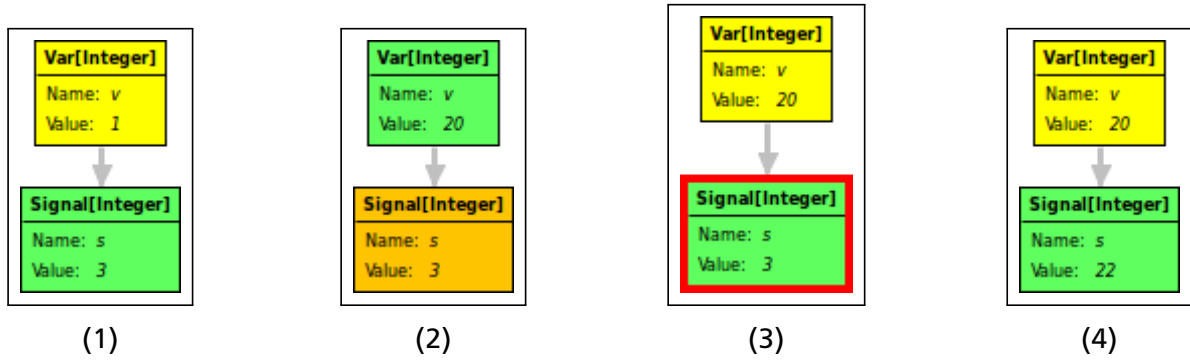 Var[Integer]
Name: v
Value: 1
Signal[Integer]
Name: s
Value: 3
(1)
Var[Integer]
Name: v
Value: 20
Signal[Integer]
Name: s
Value: 3
(2)
Var[Integer]
Name: v
Value: 20
Signal[Integer]
Name: s
Value: 3
(3)
Var[Integer]
Name: v
Value: 20
Signal[Integer]
Name: s
Value: 22
(4)